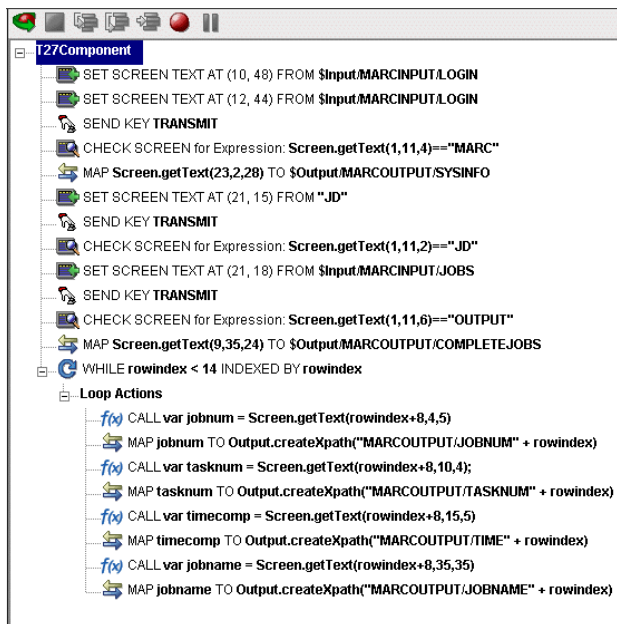 T27Component
SET SCREEN TEXT AT (10, 48) FROM $Input/MARCINPUT/LOGIN
SET SCREEN TEXT AT (12, 44) FROM $Input/MARCINPUT/LOGIN
SEND KEY TRANSMIT
CHECK SCREEN for Expression: Screen.getText(1,11,4)=="MARC"
MAP Screen.getText(23,2,28) TO $Output/MARCOUTPUT/SYSINFO
SET SCREEN TEXT AT (21, 15) FROM "JD"
SEND KEY TRANSMIT
CHECK SCREEN for Expression: Screen.getText(1,11,2)=="JD"
SET SCREEN TEXT AT (21, 18) FROM $Input/MARCINPUT/JOBS
SEND KEY TRANSMIT
CHECK SCREEN for Expression: Screen.getText(1,11,6)=="OUTPUT"
MAP Screen.getText(9,35,24) TO $Output/MARCOUTPUT/COMPLETEJOBS
WHILE rowindex < 14 INDEXED BY rowindex
Loop Actions
f(x) CALL var jobnum = Screen.getText(rowindex+8,4,5)
MAP jobnum TO Output.createXpath("MARCOUTPUT/JOBNUM" + rowindex)
f(x) CALL var tasknum = Screen.getText(rowindex+8,10,4);
MAP tasknum TO Output.createXpath("MARCOUTPUT/TASKNUM" + rowindex)
f(x) CALL var timecomp = Screen.getText(rowindex+8,15,5)
MAP timecomp TO Output.createXpath("MARCOUTPUT/TIME" + rowindex)
f(x) CALL var jobname = Screen.getText(rowindex+8,35,35)
MAP jobname TO Output.createXpath("MARCOUTPUT/JOBNAME" + rowindex)